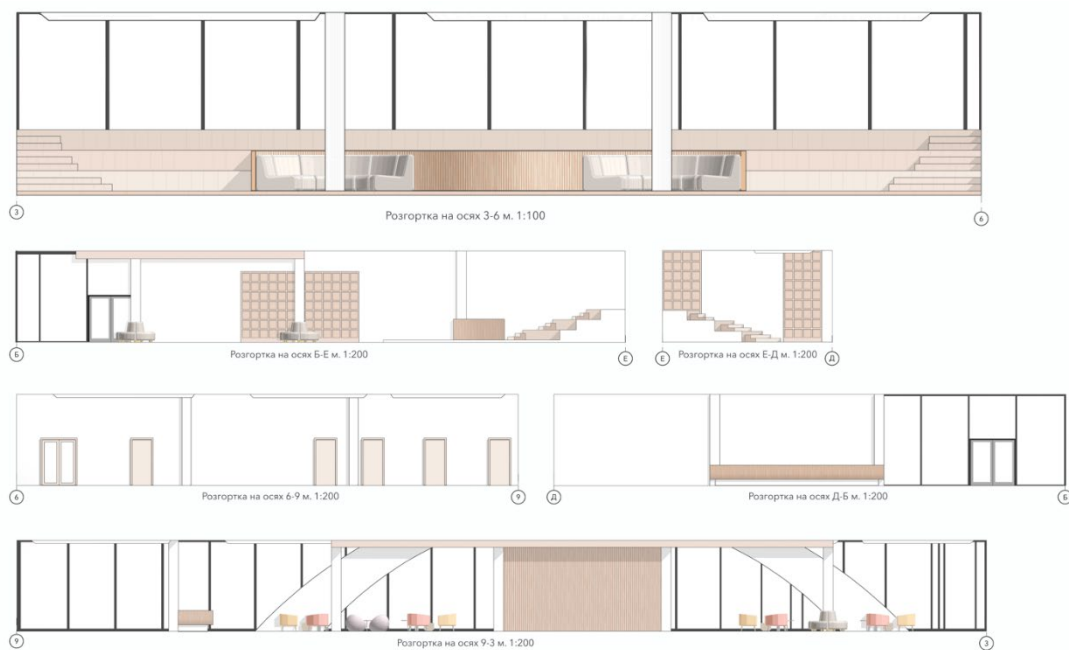 Розгортка на осях 3-6 м. 1:100
3
6
Розгортка на осях Б-Е м. 1:200
Розгортка на осях Е-Д м. 1:200
Б
Е
Е
Д
Розгортка на осях 6-9 м. 1:200
Розгортка на осях Д-Б м. 1:200
6
9
Д
Б
Розгортка на осях 9-3 м. 1:200
9
3